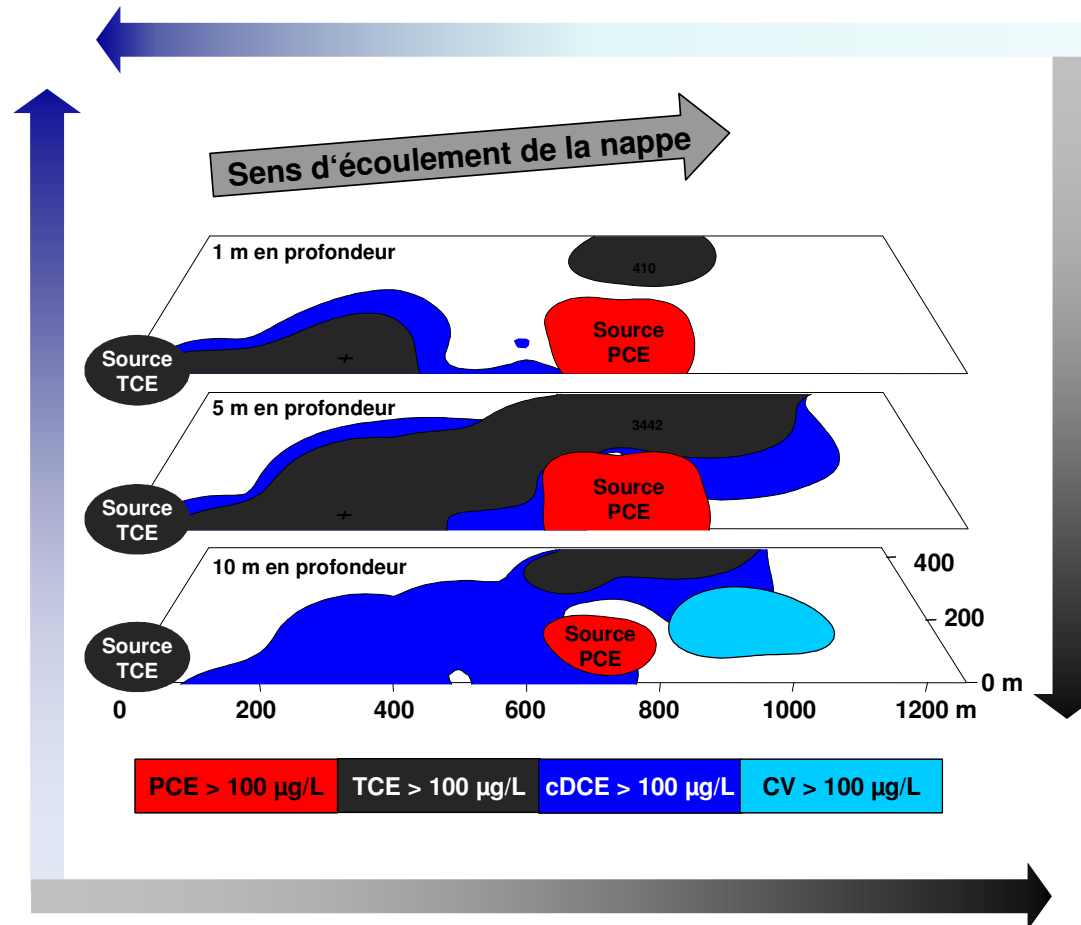 Sens d‘écoulement de la nappe
1 m en profondeur
410
Source
PCE
Source
TCE
5 m en profondeur
3442
Source
PCE
Source
TCE
10 m en profondeur
400
200
Source
PCE
Source
TCE
0 m
0 200 400 600 800 1000 1200 m
PCE > 100 µg/L TCE > 100 µg/L cDCE > 100 µg/L CV > 100 µg/L